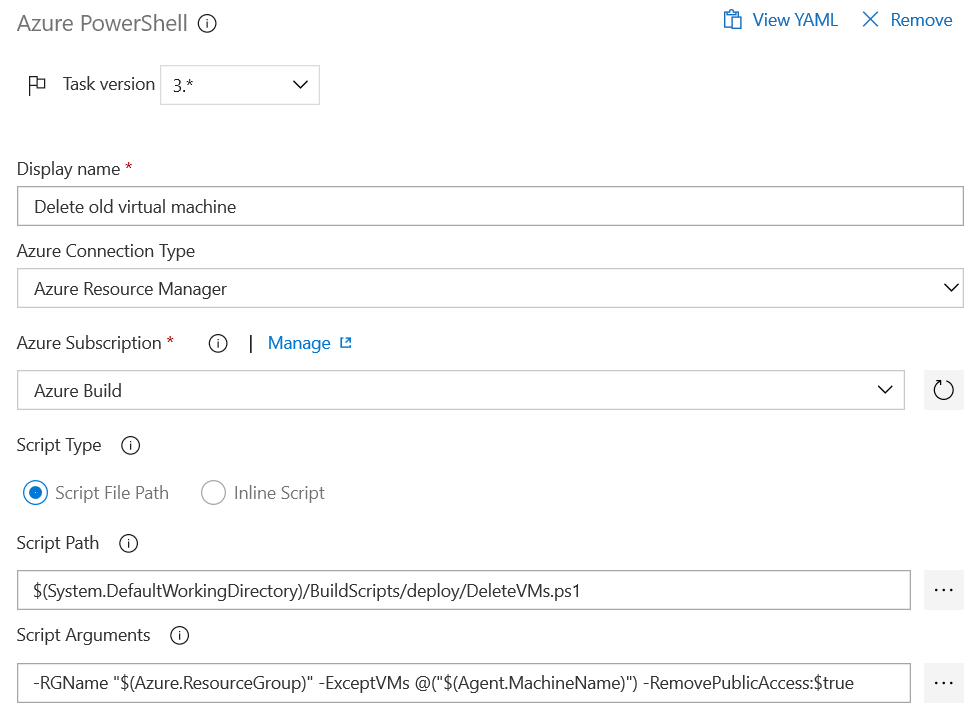 Azure PowerShell
View YAML
Remove
Task version
3.*
Display name *
Delete old virtual machine
Azure Connection Type
Azure Resource Manager
Azure Subscription *
| Manage
Azure Build
Script Type
Script File Path
Inline Script
Script Path
$(System.DefaultWorkingDirectory)/BuildScripts/deploy/DeleteVMs.ps1
...
Script Arguments
-RGName "$(Azure.ResourceGroup)" -ExceptVMs @("$(Agent.MachineName)") -RemovePublicAccess:$true
...